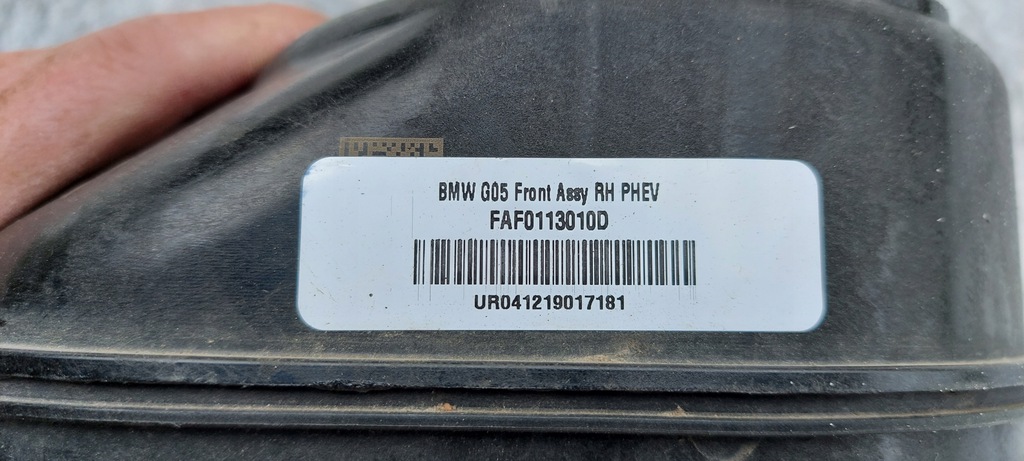 BMW G05 Front Assy RH PHEV
FAF0113010D
UR041219017181